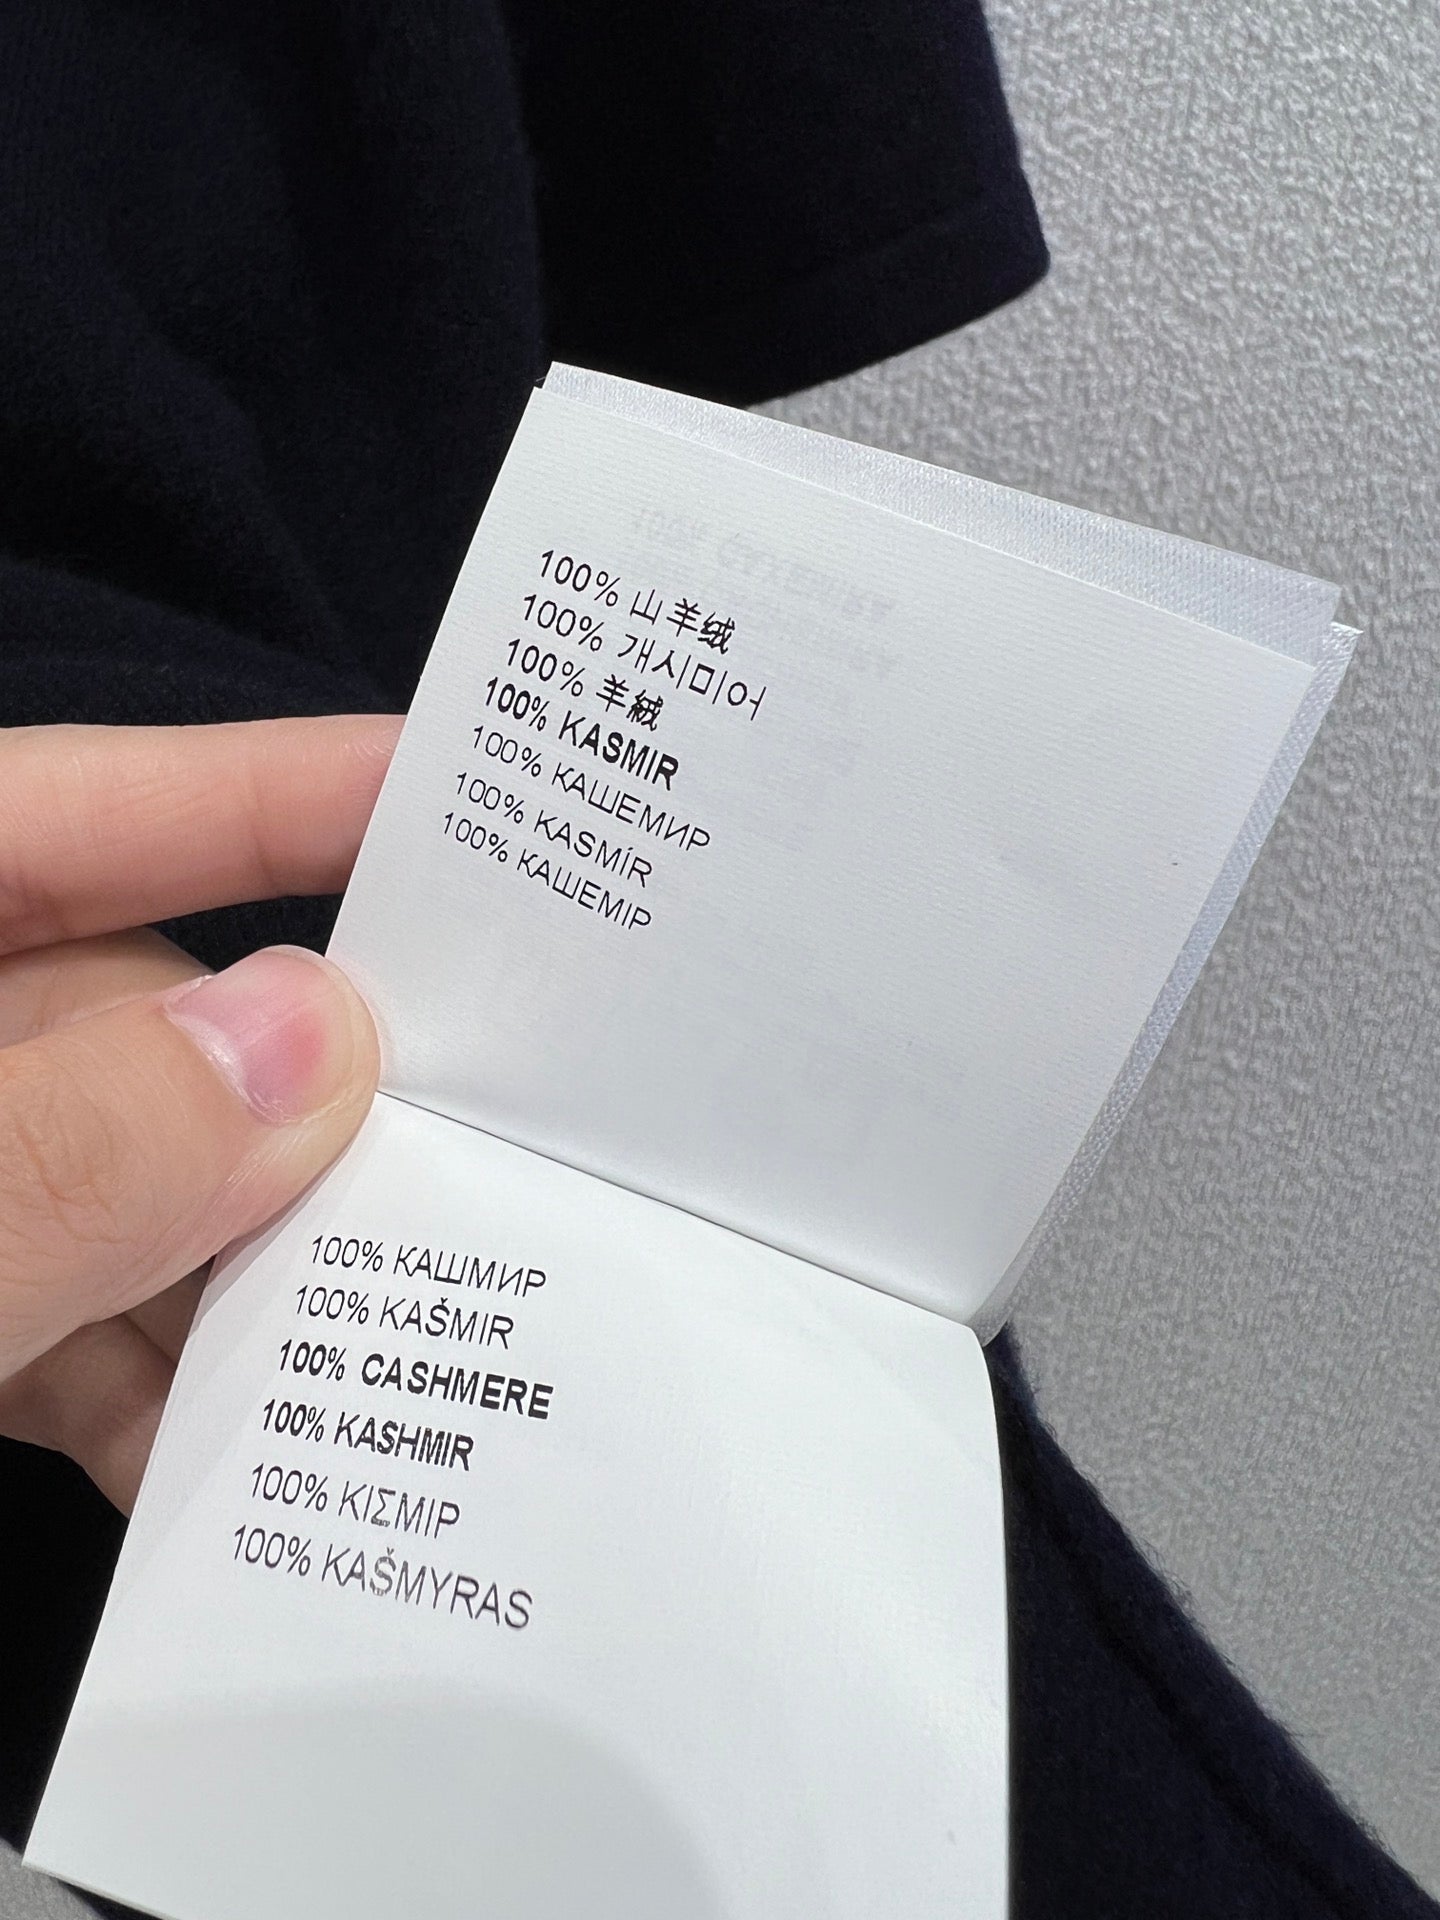 100% 山羊绒
100% 개시미어
100% 羊絨
100% KASMIR
100% КАШЕМИР
100% KASMÍR
100% КАШЕМІР
100% КАШМИР
100% KAŠMIR
100% CASHMERE
100% KASHMIR
100% ΚΙΣΜΙΡ
100% KAŠMYRAS